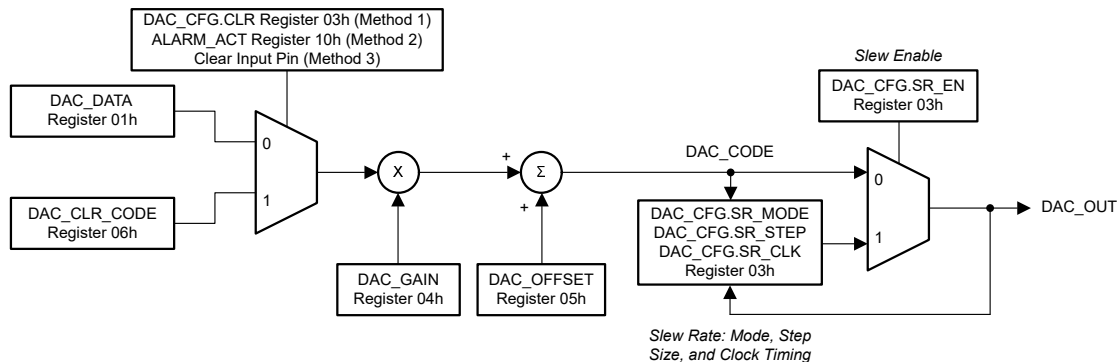 DAC_CFG.CLR Register 03h (Method 1)
ALARM_ACT Register 10h (Method 2)
Clear Input Pin (Method 3)
Slew Enable
DAC_CFG.SR_EN
Register 03h
DAC_DATA
Register 01h
0
1
DAC_CLR_CODE
Register 06h
X
+
Σ
+
DAC_GAIN
Register 04h
DAC_OFFSET
Register 05h
DAC_CODE
DAC_CFG.SR_MODE
DAC_CFG.SR_STEP
DAC_CFG.SR_CLK
Register 03h
0
1
DAC_OUT
Slew Rate: Mode, Step
Size, and Clock Timing